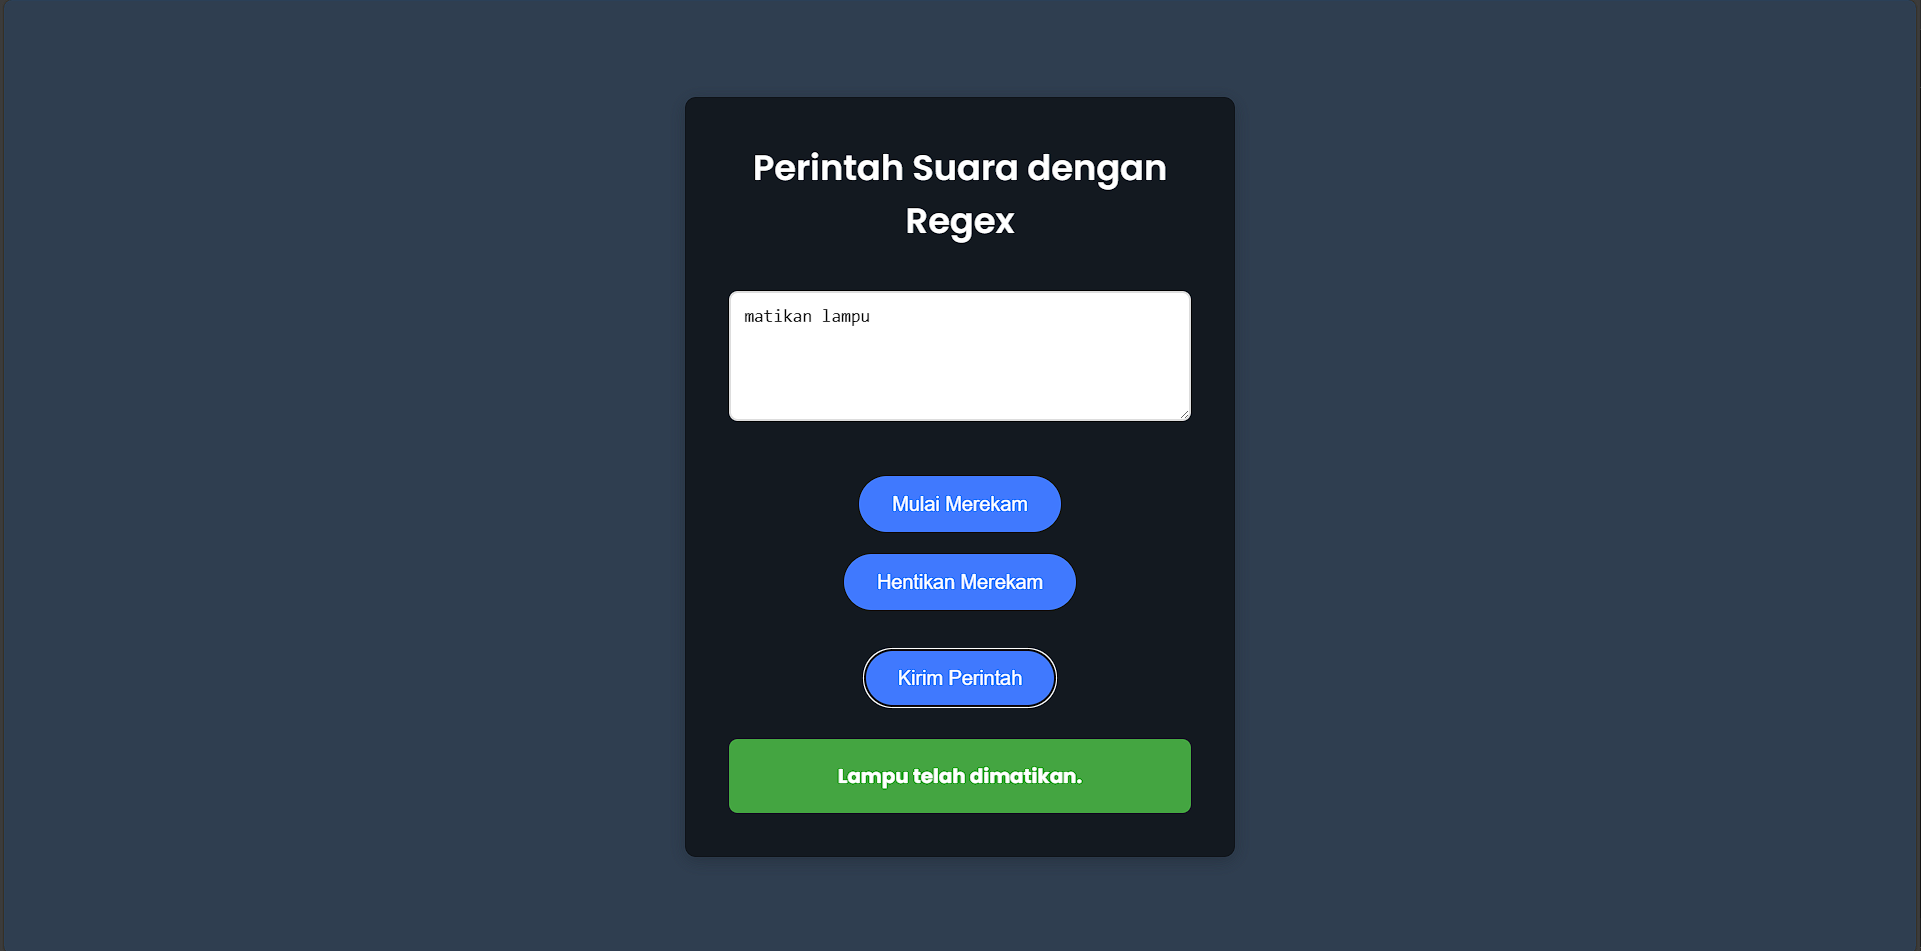 Perintah Suara dengan
Regex
matikan lampu
Mulai Merekam
Hentikan Merekam
Kirim Perintah
Lampu telah dimatikan.